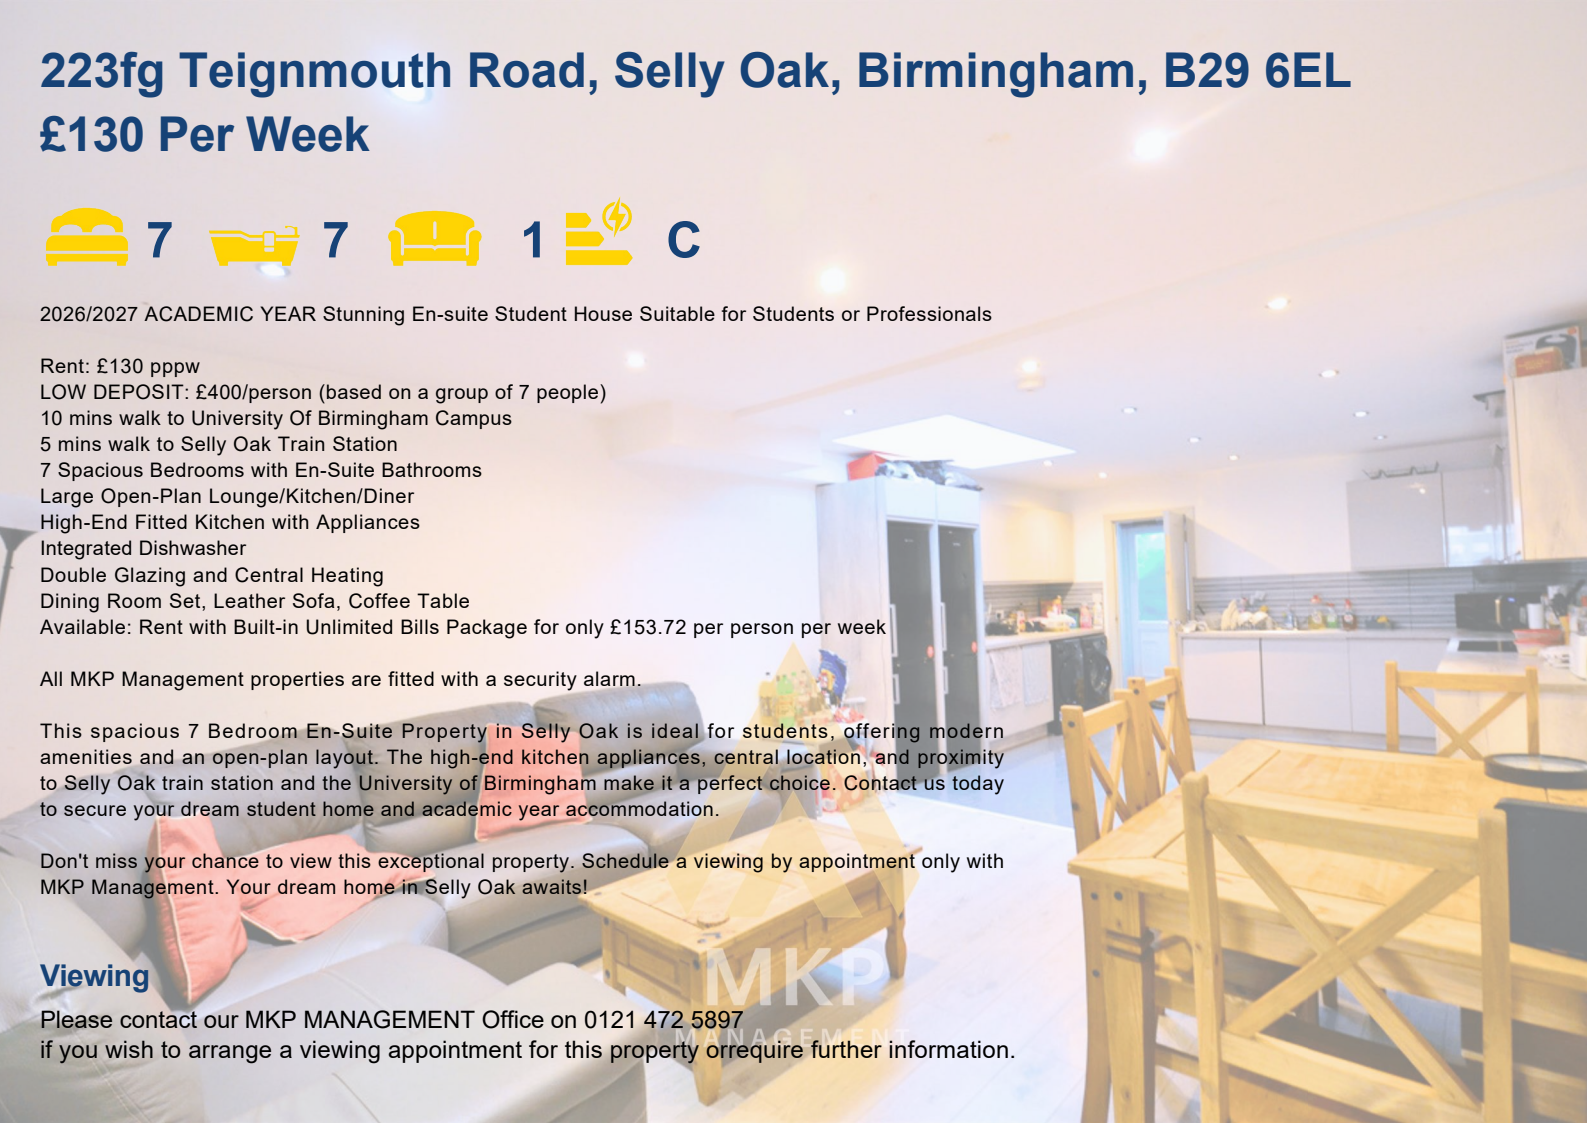 223fg Teignmouth Road, Selly Oak, Birmingham, B29 6EL
£130 Per Week
7 7 1 C
2026/2027 ACADEMIC YEAR Stunning En-suite Student House Suitable for Students or Professionals
Rent: £130 pppw
LOW DEPOSIT: £400/person (based on a group of 7 people)
10 mins walk to University Of Birmingham Campus
5 mins walk to Selly Oak Train Station
7 Spacious Bedrooms with En-Suite Bathrooms
Large Open-Plan Lounge/Kitchen/Diner
High-End Fitted Kitchen with Appliances
Integrated Dishwasher
Double Glazing and Central Heating
Dining Room Set, Leather Sofa, Coffee Table
Available: Rent with Built-in Unlimited Bills Package for only £153.72 per person per week
All MKP Management properties are fitted with a security alarm.
This spacious 7 Bedroom En-Suite Property in Selly Oak is ideal for students, offering modern
amenities and an open-plan layout. The high-end kitchen appliances, central location, and proximity
to Selly Oak train station and the University of Birmingham make it a perfect choice. Contact us today
to secure your dream student home and academic year accommodation.
Don't miss your chance to view this exceptional property. Schedule a viewing by appointment only with
MKP Management. Your dream home in Selly Oak awaits!
MKP
MANAGEMENT
Viewing
Please contact our MKP MANAGEMENT Office on 0121 472 5897
if you wish to arrange a viewing appointment for this property orrequire further information.